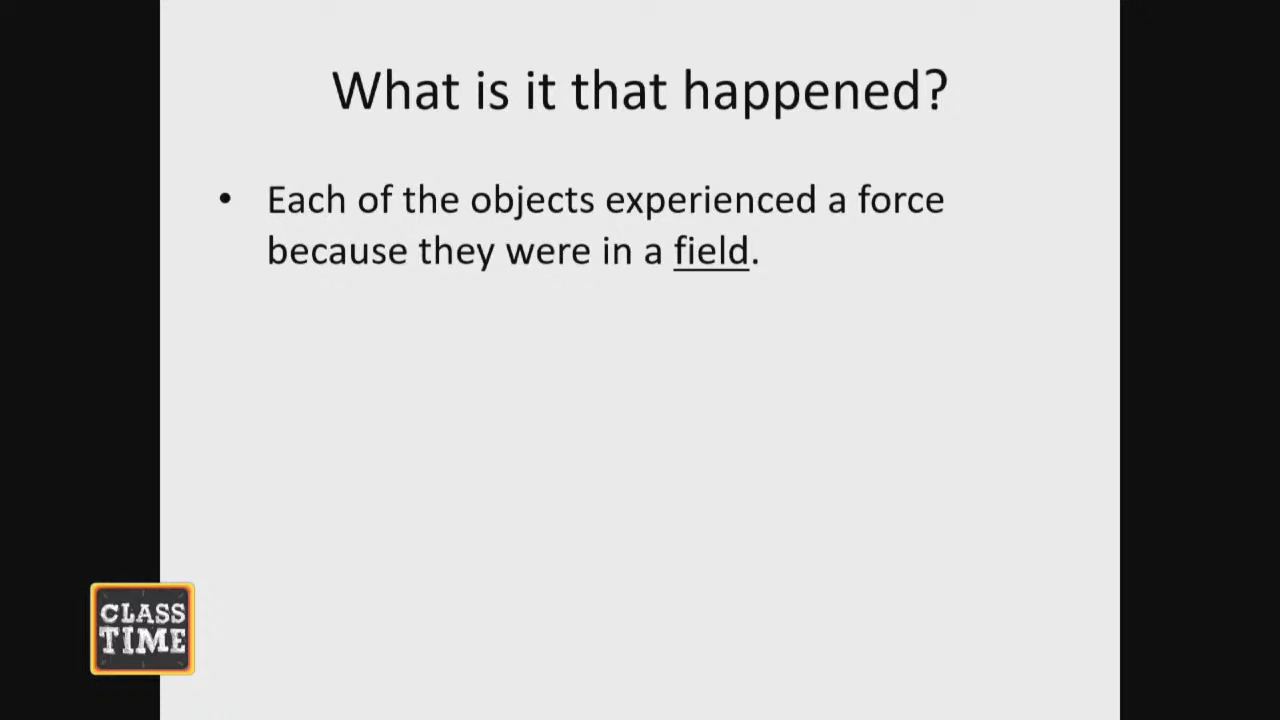 What is it that happened?
• Each of the objects experienced a force
because they were in a field.
CLASS
TIME